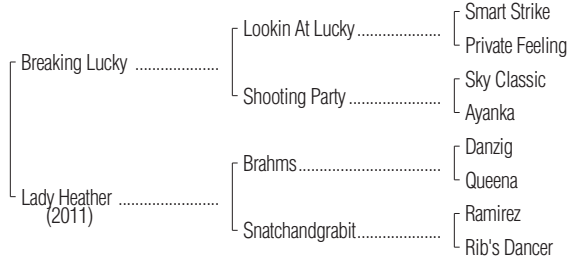 Smart Strike
Lookin At Lucky ....................
Private Feeling
Breaking Lucky ....................
Sky Classic
Shooting Party ......................
Ayanka
Danzig
Brahms..................................
Queena
Lady Heather ........................
(2011)
Ramirez
Snatchandgrabit....................
Rib's Dancer